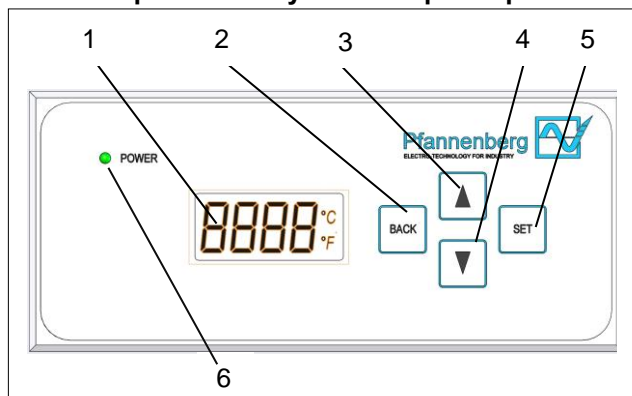 1 2 3 4 5
Pfannenberg
ELECTRO-TECHNOLOGY FOR INDUSTRY
POWER
8888 °C
°F
BACK
SET
6